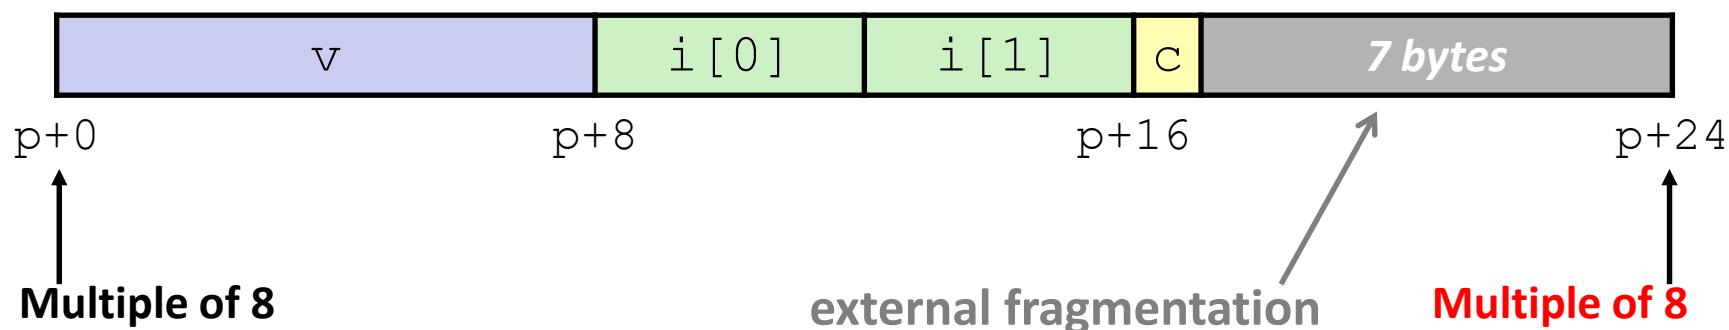 v i[0] i[1] c 7 bytes
p+0 p+8 p+16 p+24
Multiple of 8 external fragmentation Multiple of 8